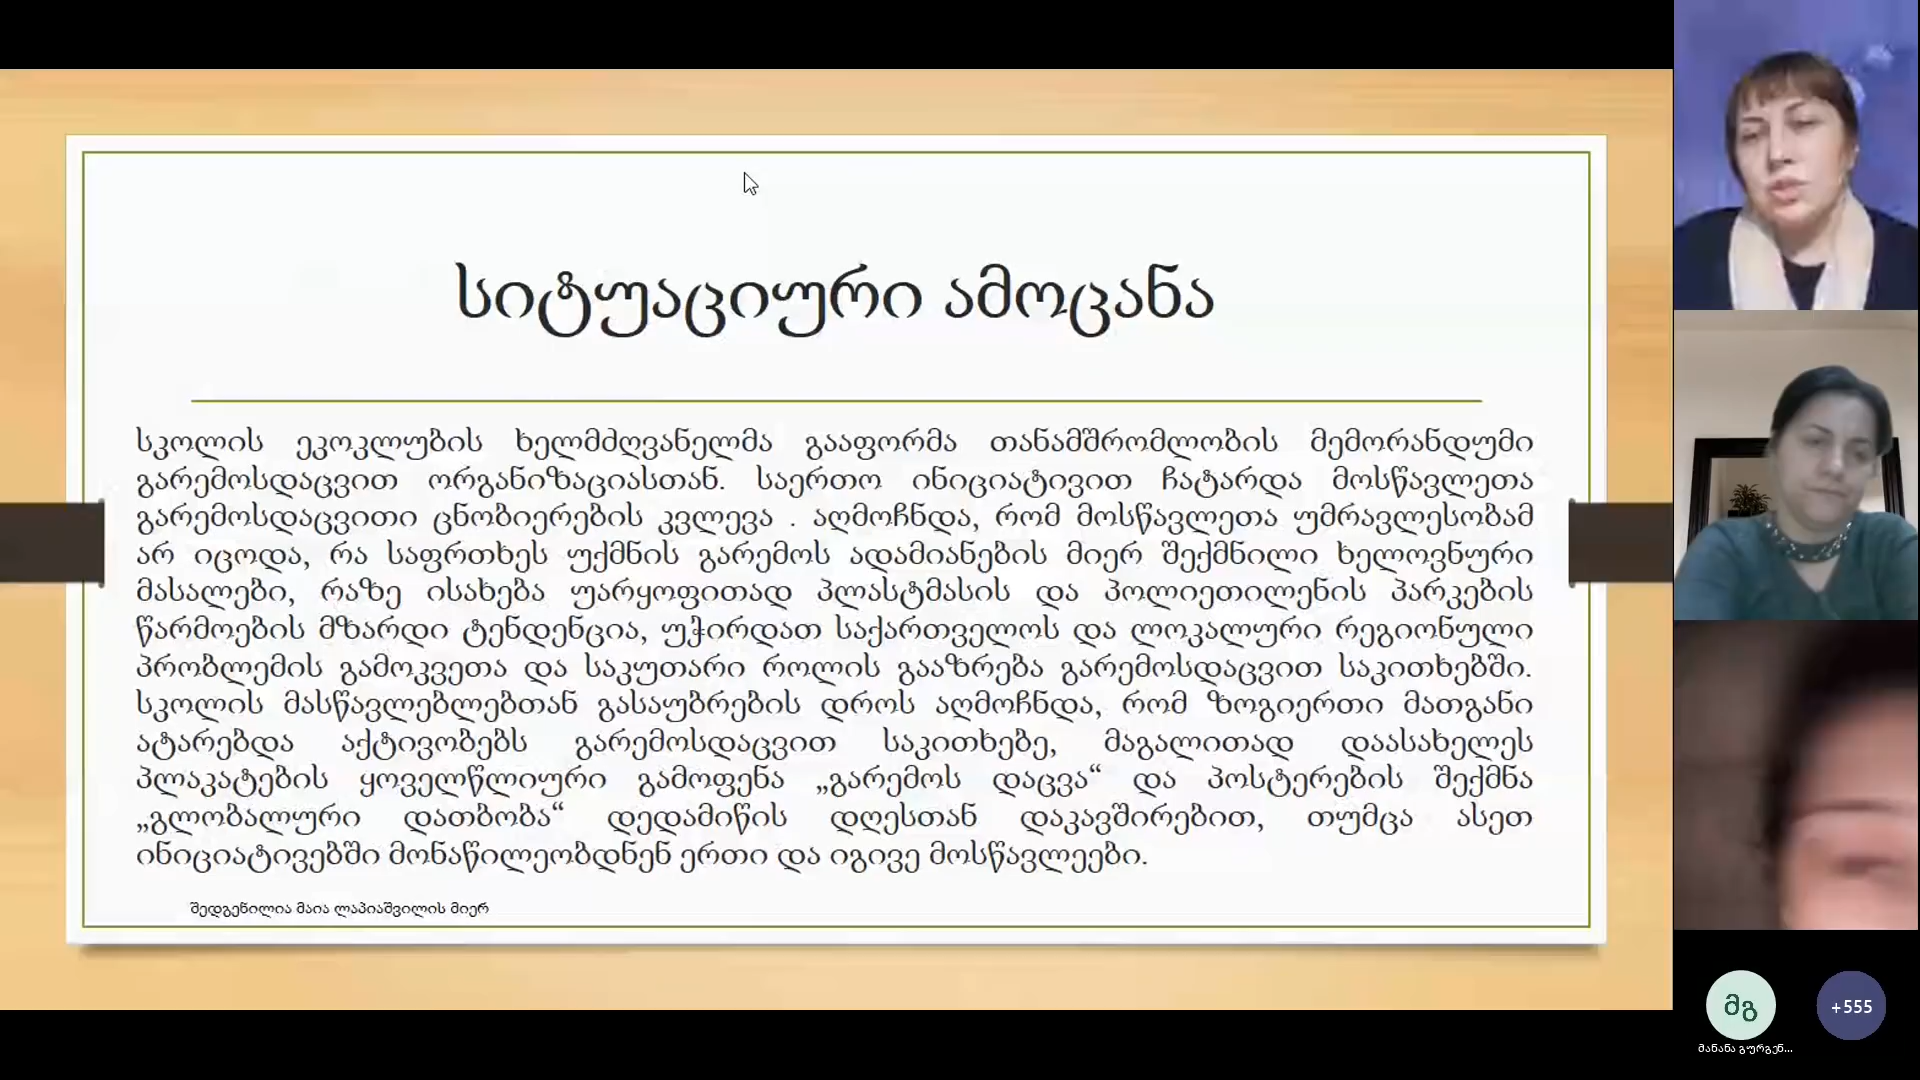 სიტუაციური ამოცანა
სკოლის ეკოკლუბის ხელმძღვანელმა გააფორმა თანამშრომლობის მემორანდუმი
გარემოსდაცვით ორგანიზაციასთან. საერთო ინიციატივით ჩატარდა მოსწავლეთა
გარემოსდაცვითი ცნობიერების კვლევა . აღმოჩნდა, რომ მოსწავლეთა უმრავლესობამ
არ იცოდა, რა საფრთხეს უქმნის გარემოს ადამიანების მიერ შექმნილი ხელოვნური
მასალები, რაზე ისახება უარყოფითად პლასტმასის და პოლიეთილენის პარკების
წარმოების მზარდი ტენდენცია, უჭირდათ საქართველოს და ლოკალური რეგიონული
პრობლემის გამოკვეთა და საკუთარი როლის გააზრება გარემოსდაცვით საკითხებში.
სკოლის მასწავლებლებთან გასაუბრების დროს აღმოჩნდა, რომ ზოგიერთი მათგანი
ატარებდა აქტივობებს გარემოსდაცვით საკითხებე, მაგალითად დაასახელეს
პლაკატების ყოველწლიური გამოფენა „გარემოს დაცვა“ და პოსტერების შექმნა
„გლობალური დათბობა“ დედამიწის დღესთან დაკავშირებით, თუმცა ასეთ
ინიციატივებში მონაწილეობდნენ ერთი და იგივე მოსწავლეები.
შედგენილია მაია ლაპიაშვილის მიერ
მგ
+555
მანანა გურგენ...